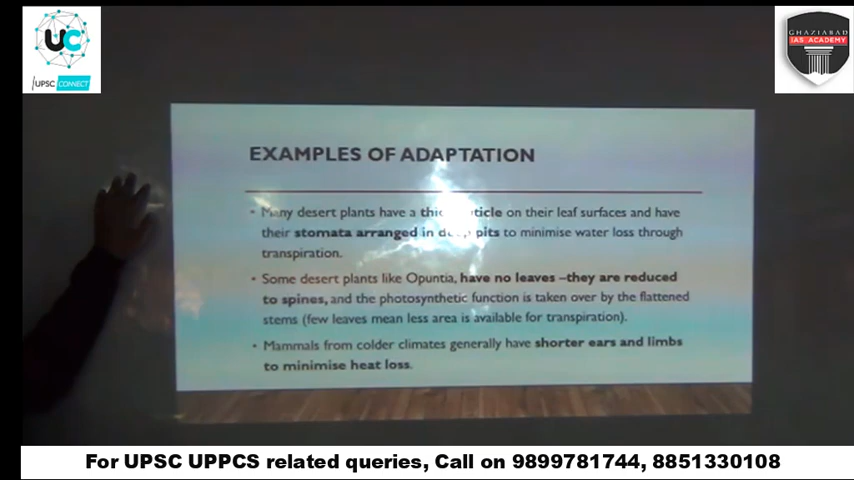 UC
UPSC CONNECT
GHAZIABAD
IAS ACADEMY
EXAMPLES OF ADAPTATION
• Many desert plants have a on their leaf surfaces and have
their stomata arranged in pits to minimise water loss through
transpiration.
• Some desert plants like Opuntia, have no leaves –they are reduced
to spines, and the photosynthetic function is taken over by the flattened
stems (few leaves mean less area is available for transpiration).
• Mammals from colder climates generally have shorter ears and limbs
to minimise heat loss.
For UPSC UPPCS related queries, Call on 9899781744, 8851330108